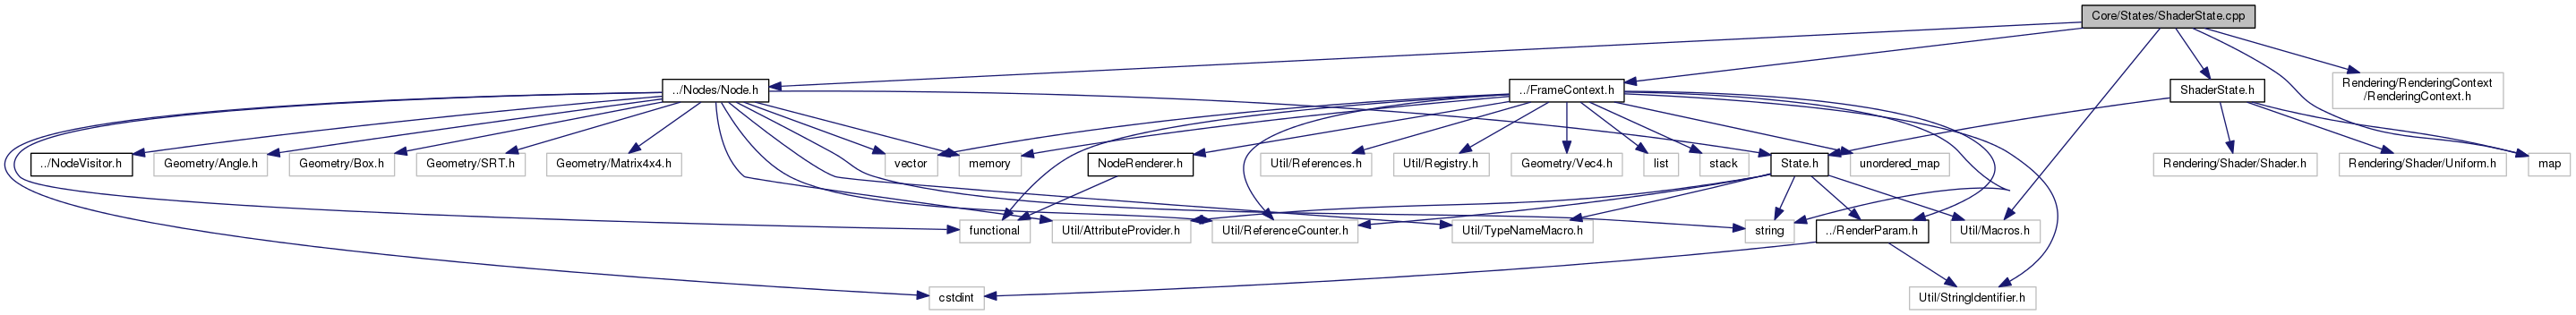 Core/States/ShaderState.cpp
../Nodes/Node.h
../FrameContext.h
ShaderState.h
Rendering/RenderingContext
/RenderingContext.h
../NodeVisitor.h
Geometry/Angle.h
Geometry/Box.h
Geometry/SRT.h
Geometry/Matrix4x4.h
vector
memory
NodeRenderer.h
Util/References.h
Util/Registry.h
Geometry/Vec4.h
list
stack
State.h
unordered_map
Rendering/Shader/Shader.h
Rendering/Shader/Uniform.h
map
functional
Util/AttributeProvider.h
Util/ReferenceCounter.h
Util/TypeNameMacro.h
string
../RenderParam.h
Util/Macros.h
cstdint
Util/StringIdentifier.h